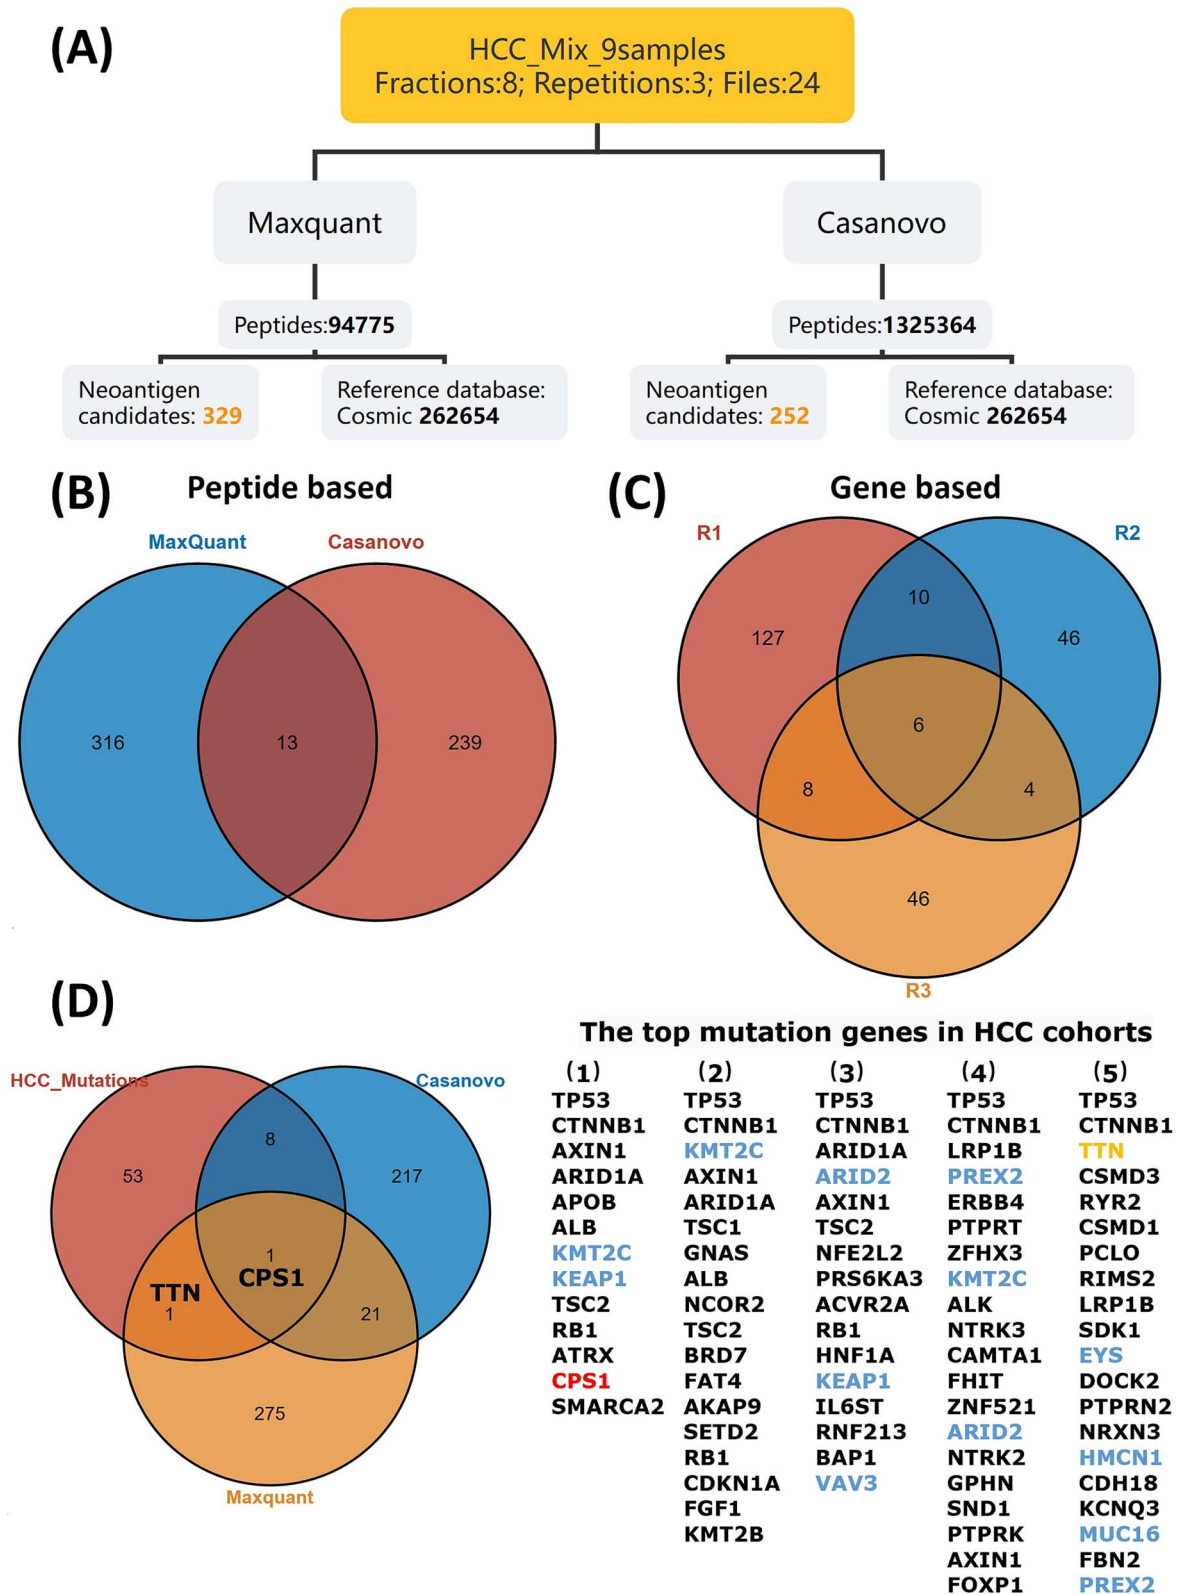 (A)
HCC_Mix_9samples
Fractions:8; Repetitions:3; Files:24
Maxquant
Casanovo
Peptides:94775
Peptides:1325364
Neoantigen
candidates: 329
Reference database:
Cosmic 262654
Neoantigen
candidates: 252
Reference database:
Cosmic 262654
(B)
Peptide based
MaxQuant
Casanovo
316
13
239
(C)
Gene based
R1
R2
10
127
46
6
8
4
46
R3
(D)
HCC_Mutations
Casanovo
8
53
217
1
CPS1
TTN
1
21
275
Maxquant
The top mutation genes in HCC cohorts
(1)
TP53
CTNNB1
AXIN1
ARID1A
APOB
ALB
KMT2C
KEAP1
TSC2
RB1
ATRX
CPS1
SMARCA2
(2)
TP53
CTNNB1
KMT2C
AXIN1
ARID1A
TSC1
GNAS
ALB
NCOR2
TSC2
BRD7
FAT4
AKAP9
SETD2
RB1
CDKN1A
FGF1
KMT2B
(3)
TP53
CTNNB1
ARID1A
ARID2
AXIN1
TSC2
NFE2L2
PRS6KA3
ACVR2A
RB1
HNF1A
KEAP1
IL6ST
RNF213
BAP1
VAV3
(4)
TP53
CTNNB1
LRP1B
PREX2
ERBB4
PTPRT
ZFHX3
KMT2C
ALK
NTRK3
CAMTA1
FHIT
ZNF521
ARID2
NTRK2
GPHN
SND1
PTPRK
AXIN1
FOXP1
(5)
TP53
CTNNB1
TTN
CSMD3
RYR2
CSMD1
PCLO
RIMS2
LRP1B
SDK1
EYS
DOCK2
PTPRN2
NRXN3
HMCN1
CDH18
KCNQ3
MUC16
FBN2
PREX2